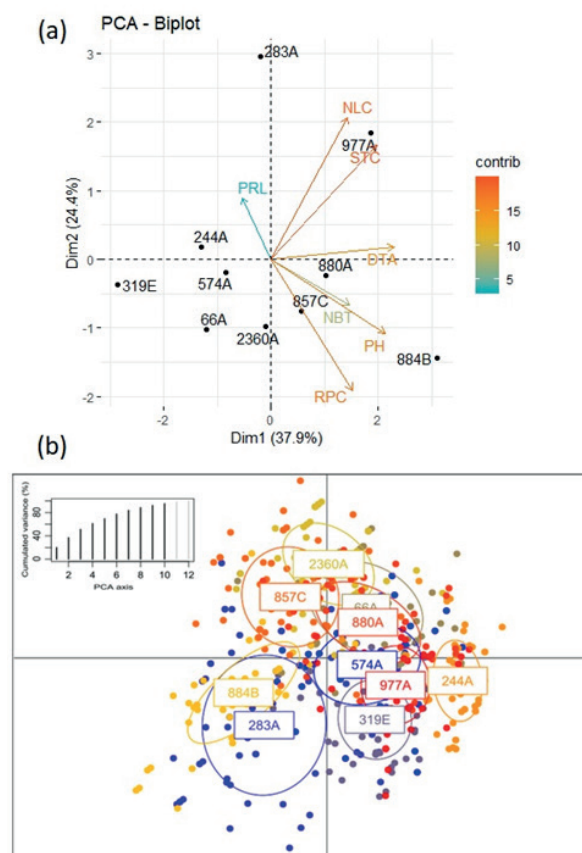 (a)
PCA - Biplot
3
2
1
0
-1
-2
Dim2 (24.4%)
283A
NLC
977A
STC
PRL
244A
DTA
880A
574A
319E
857C
NBT
66A
2360A
PH
884B
RPC
-2
0
2
Dim1 (37.9%)
contrib
15
10
5
(b)
Cumulated variance (%)
0
40
80
2 4 6 8 10 12
PCA axis
2360A
857C
66A
880A
574A
977A
244A
884B
283A
319E